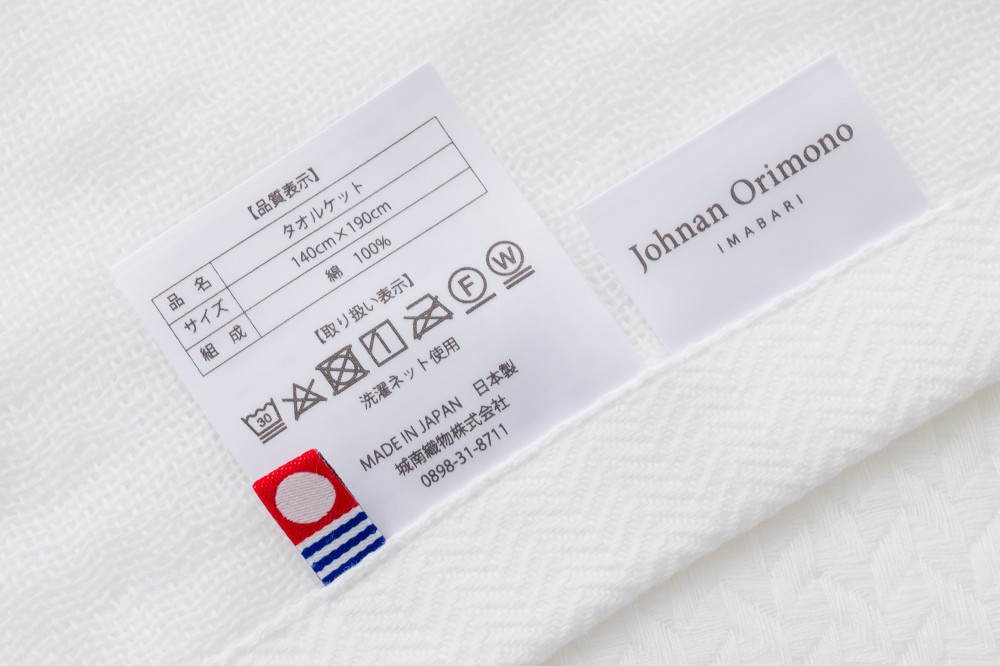 【品質表示】
品 名 タオルケット
サイズ 140cm×190cm
組 成 綿 100%
【取り扱い表示】
30 F W
洗濯ネット使用
MADE IN JAPAN 日本製
城南織物株式会社
0898-31-8711
Johnan Orimono
IMABARI